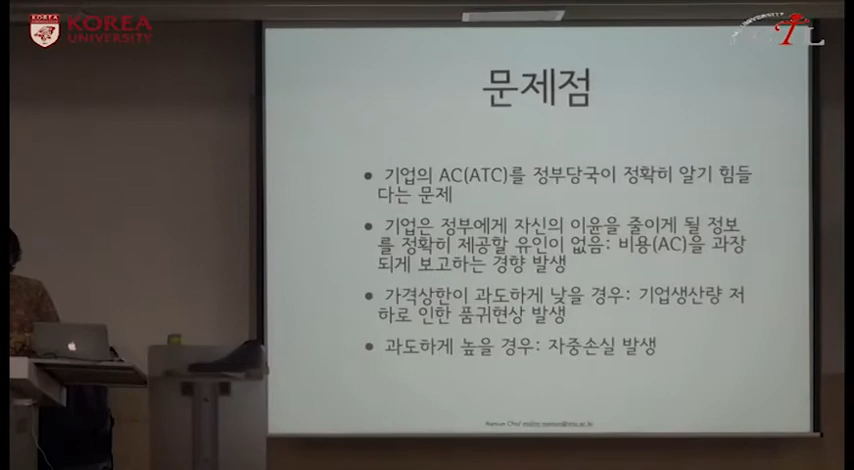 KOREA
UNIVERSITY
문제점
기업의 AC(ATC)를 정부당국이 정확히 알기 힘들
다는 문제
기업은 정부에게 자신의 이윤을 줄이게 될 정보
를 정확히 제공할 유인이 없음: 비용(AC)을 과장
되게 보고하는 경향 발생
가격상한이 과도하게 낮을 경우: 기업생산량 저
하로 인한 품귀현상 발생
과도하게 높을 경우: 자중손실 발생